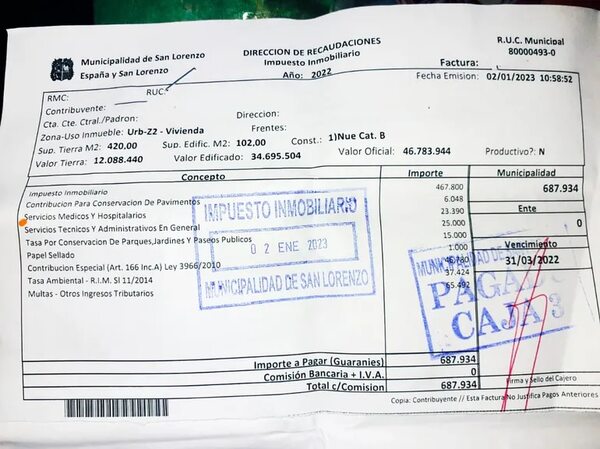 Municipalidad de San Lorenzo
España y San Lorenzo
DIRECCION DE RECAUDACIONES
Impuesto Inmobiliario
Año: 2022
R.U.C. Municipal
80000493-0
Factura:
Fecha Emision: 02/01/2023 10:58:52
RMC: RUC:
Contribuyente:
Cta. Cte. Ctral./Padron: Direccion:
Zona-Uso Inmueble: Urb-Z2 - Vivienda Frentes:
Sup. Tierra M2: 420,00 Sup. Edific. M2: 102,00 Const.: 1)Nue Cat. B
Valor Tierra: 12.088.440 Valor Edificado: 34.695.504 Valor Oficial: 46.783.944 Productivo?: N
Concepto Importe Municipalidad
Impuesto Inmobiliario 467.800 687.934
Contribucion Para Conservacion De Pavimentos 6.048
Servicios Medicos Y Hospitalarios 23.390 Ente
Servicios Tecnicos Y Administrativos En General 25.000 0
Tasa Por Conservacion De Parques,Jardines Y Paseos Publicos 15.000
Papel Sellado 1.000 Vencimiento
Contribucion Especial (Art. 166 Inc.A) Ley 3966/2010 31/03/2022
Tasa Ambiental - R.I.M. SI 11/2014 37.424
Multas - Otros Ingresos Tributarios 65.492
IMPUESTO INMOBILIARIO
02 ENE 2023
MUNICIPALIDAD DE SAN LORENZO
PAGADO
CAJA 3
Importe a Pagar (Guaranies) 687.934
Comisión Bancaria + I.V.A. 0
Total c/Comision 687.934
Firma y Sello del Cajero
Copia: Contribuyente // Esta Factura No Justifica Pagos Anteriores